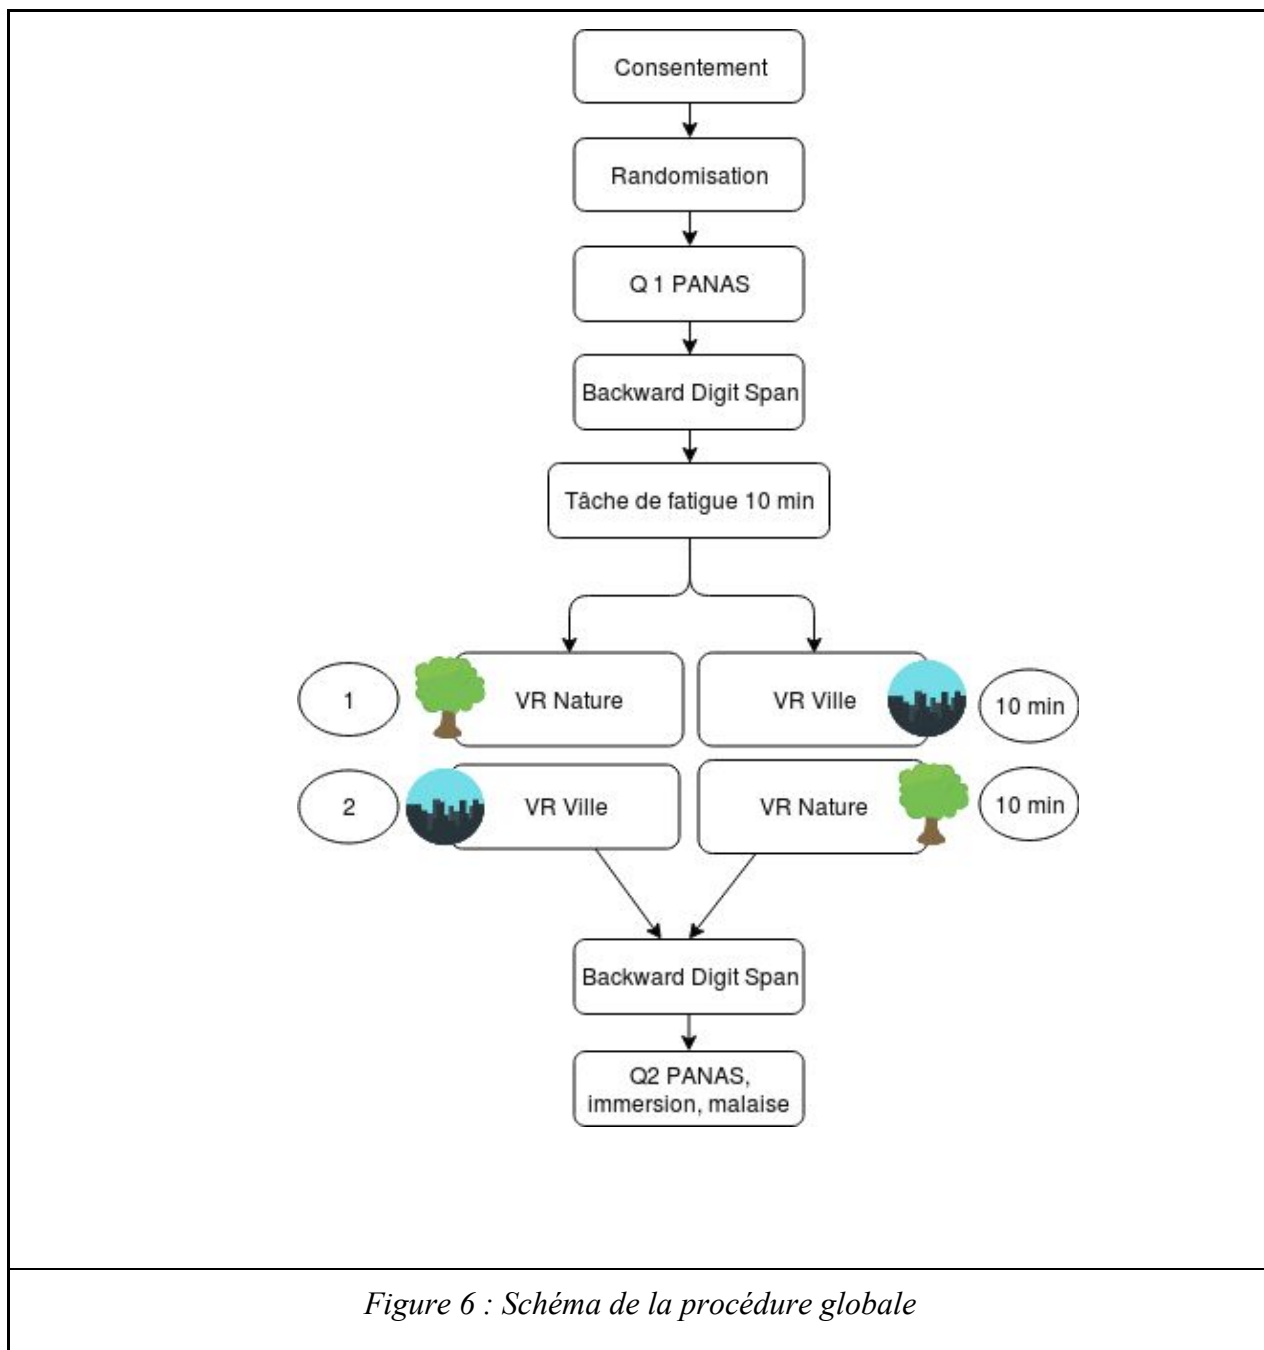 Consentement
Randomisation
Q 1 PANAS
Backward Digit Span
Tâche de fatigue 10 min
1 VR Nature VR Ville 10 min
2 VR Ville VR Nature 10 min
Backward Digit Span
Q2 PANAS,
immersion, malaise
Figure 6 : Schéma de la procédure globale